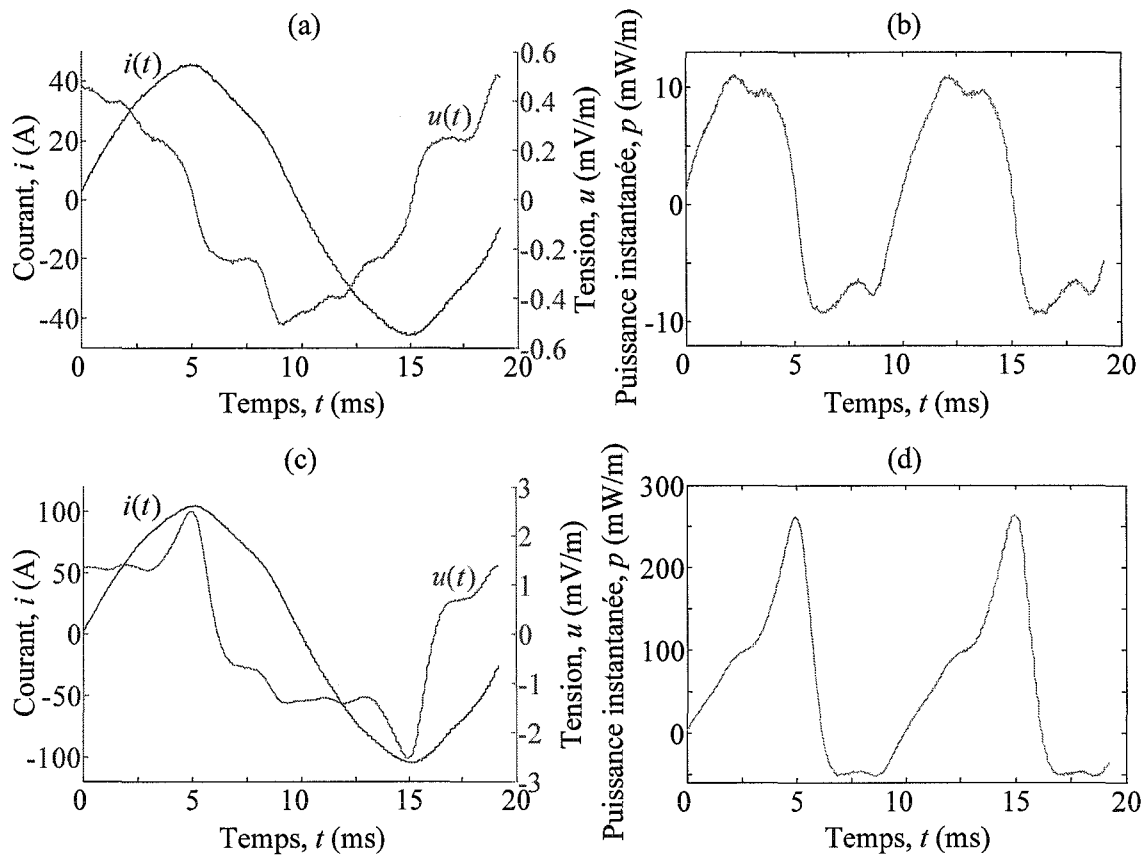 (a)
(b)
Courant, i (A)
40
20
0
-20
-40
i(t)
u(t)
0.6
0.4
0.2
0
-0.2
-0.4
-0.6
Tension, u (mV/m)
0
5
10
15
20
Temps, t (ms)
Puissance instantanée, p (mW/m)
10
0
-10
0
5
10
15
20
Temps, t (ms)
(c)
(d)
Courant, i (A)
100
50
0
-50
-100
i(t)
u(t)
3
2
1
0
-1
-2
-3
Tension, u (mV/m)
0
5
10
15
20
Temps, t (ms)
Puissance instantanée, p (mW/m)
300
200
100
0
0
5
10
15
20
Temps, t (ms)